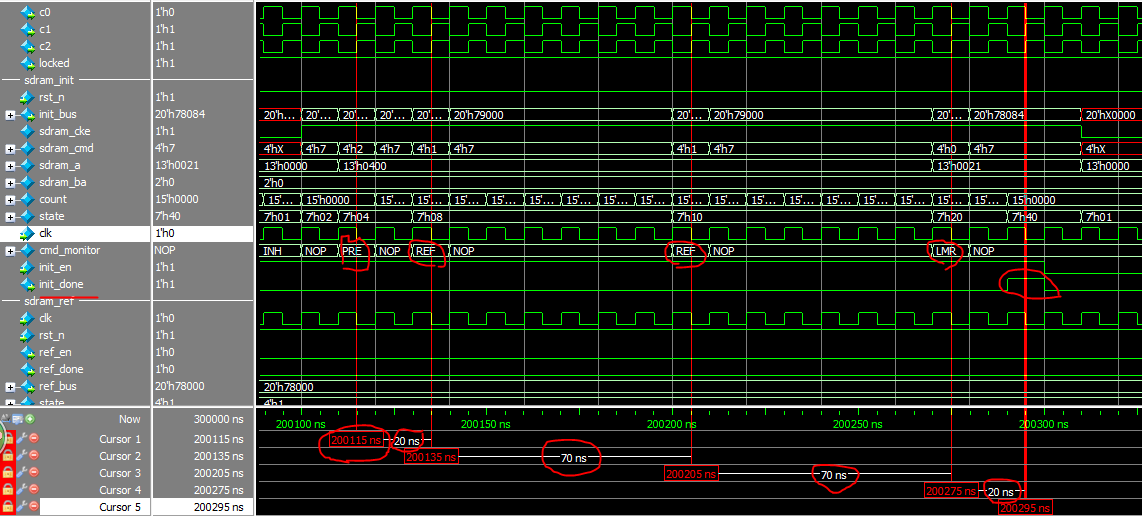 c0 1'h0
c1 1'h1
c2 1'h1
locked 1'h1
sdram_init
rst_n 1'h1
init_bus 20'h78084 20'h... 20'... 20'... 20'... 20'... 20'h79000 20'... 20'h79000 20'... 20'h78084 20'hX0000
sdram_cke 1'h1
sdram_cmd 4'h7 4'hX 4'h7 4'h2 4'h7 4'h1 4'h7 4'h1 4'h7 4'h0 4'h7 4'hX
sdram_a 13'h0021 13'h0000 13'h0400 13'h0021 13'h0000
sdram_ba 2'h0 2'h0
count 15'h0000 15'... 15'h0000 15'... 15'... 15'... 15'... 15'... 15'... 15'... 15'... 15'... 15'... 15'... 15'... 15'... 15'... 15'... 15'... 15'... 15'h0000
state 7'h40 7'h01 7'h02 7'h04 7'h08 7'h10 7'h20 7'h40 7'h01
clk 1'h0
cmd_monitor NOP INH NOP PRE NOP REF NOP REF NOP LMR NOP
init_en 1'h1
init_done 1'h1
sdram_ref
clk 1'h0
rst_n 1'h1
ref_en 1'h0
ref_done 1'h0
ref_bus 20'h78000 20'h78000
state 4'h1 4'h1
Now 300000 ns 200100 ns 200150 ns 200200 ns 200250 ns 200300 ns
Cursor 1 200115 ns 200115 ns 20 ns
Cursor 2 200135 ns 200135 ns 70 ns
Cursor 3 200205 ns 200205 ns 70 ns
Cursor 4 200275 ns 200275 ns 20 ns
Cursor 5 200295 ns 200295 ns